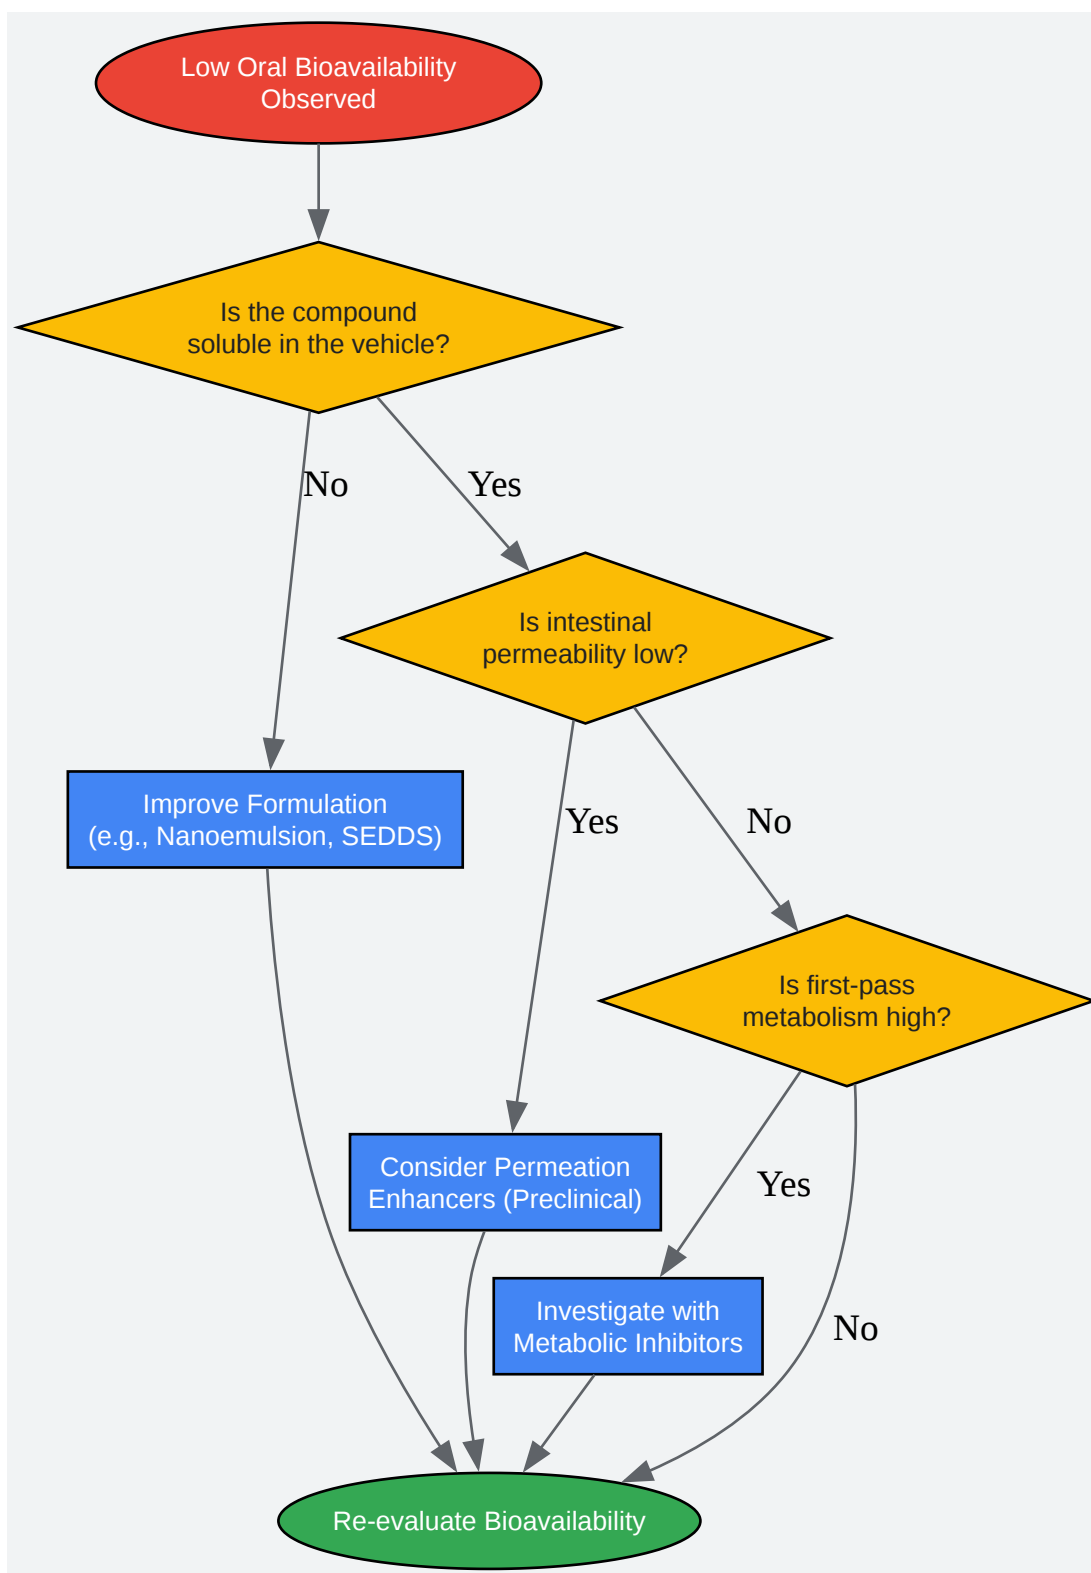 Low Oral Bioavailability
Observed
Is the compound
soluble in the vehicle?
No
Yes
Is intestinal
permeability low?
Improve Formulation
(e.g., Nanoemulsion, SEDDS)
Yes
No
Is first-pass
metabolism high?
Consider Permeation
Enhancers (Preclinical)
Yes
Investigate with
Metabolic Inhibitors
No
Re-evaluate Bioavailability